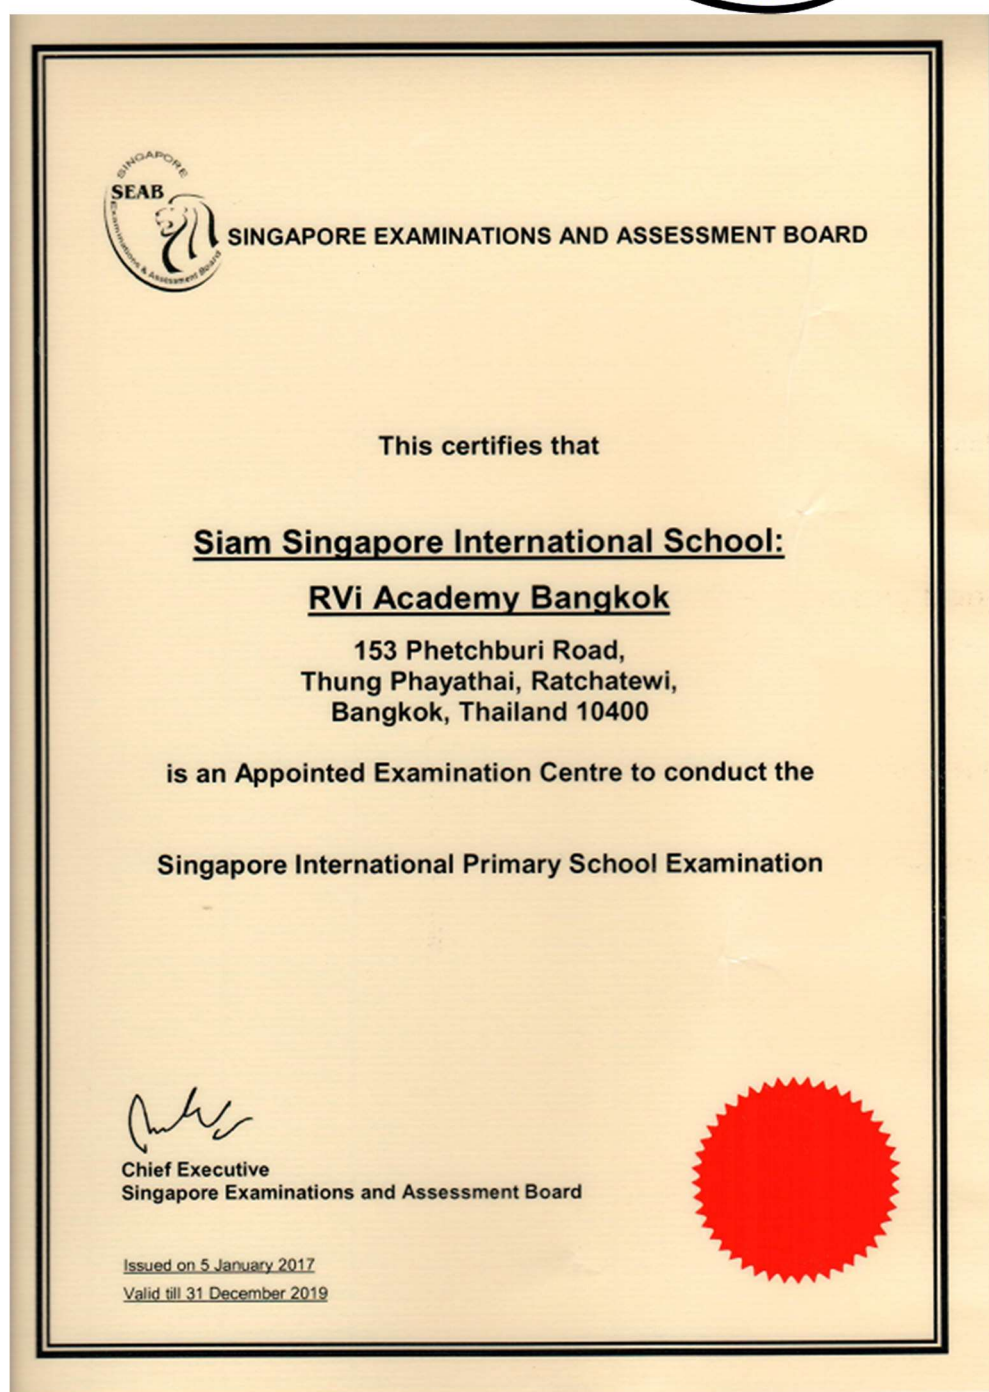 SINGAPORE
SEAB
Examinations & Assessment Board
SINGAPORE EXAMINATIONS AND ASSESSMENT BOARD
This certifies that
Siam Singapore International School:
RVi Academy Bangkok
153 Phetchburi Road,
Thung Phayathai, Ratchatewi,
Bangkok, Thailand 10400
is an Appointed Examination Centre to conduct the
Singapore International Primary School Examination
Chief Executive
Singapore Examinations and Assessment Board
Issued on 5 January 2017
Valid till 31 December 2019